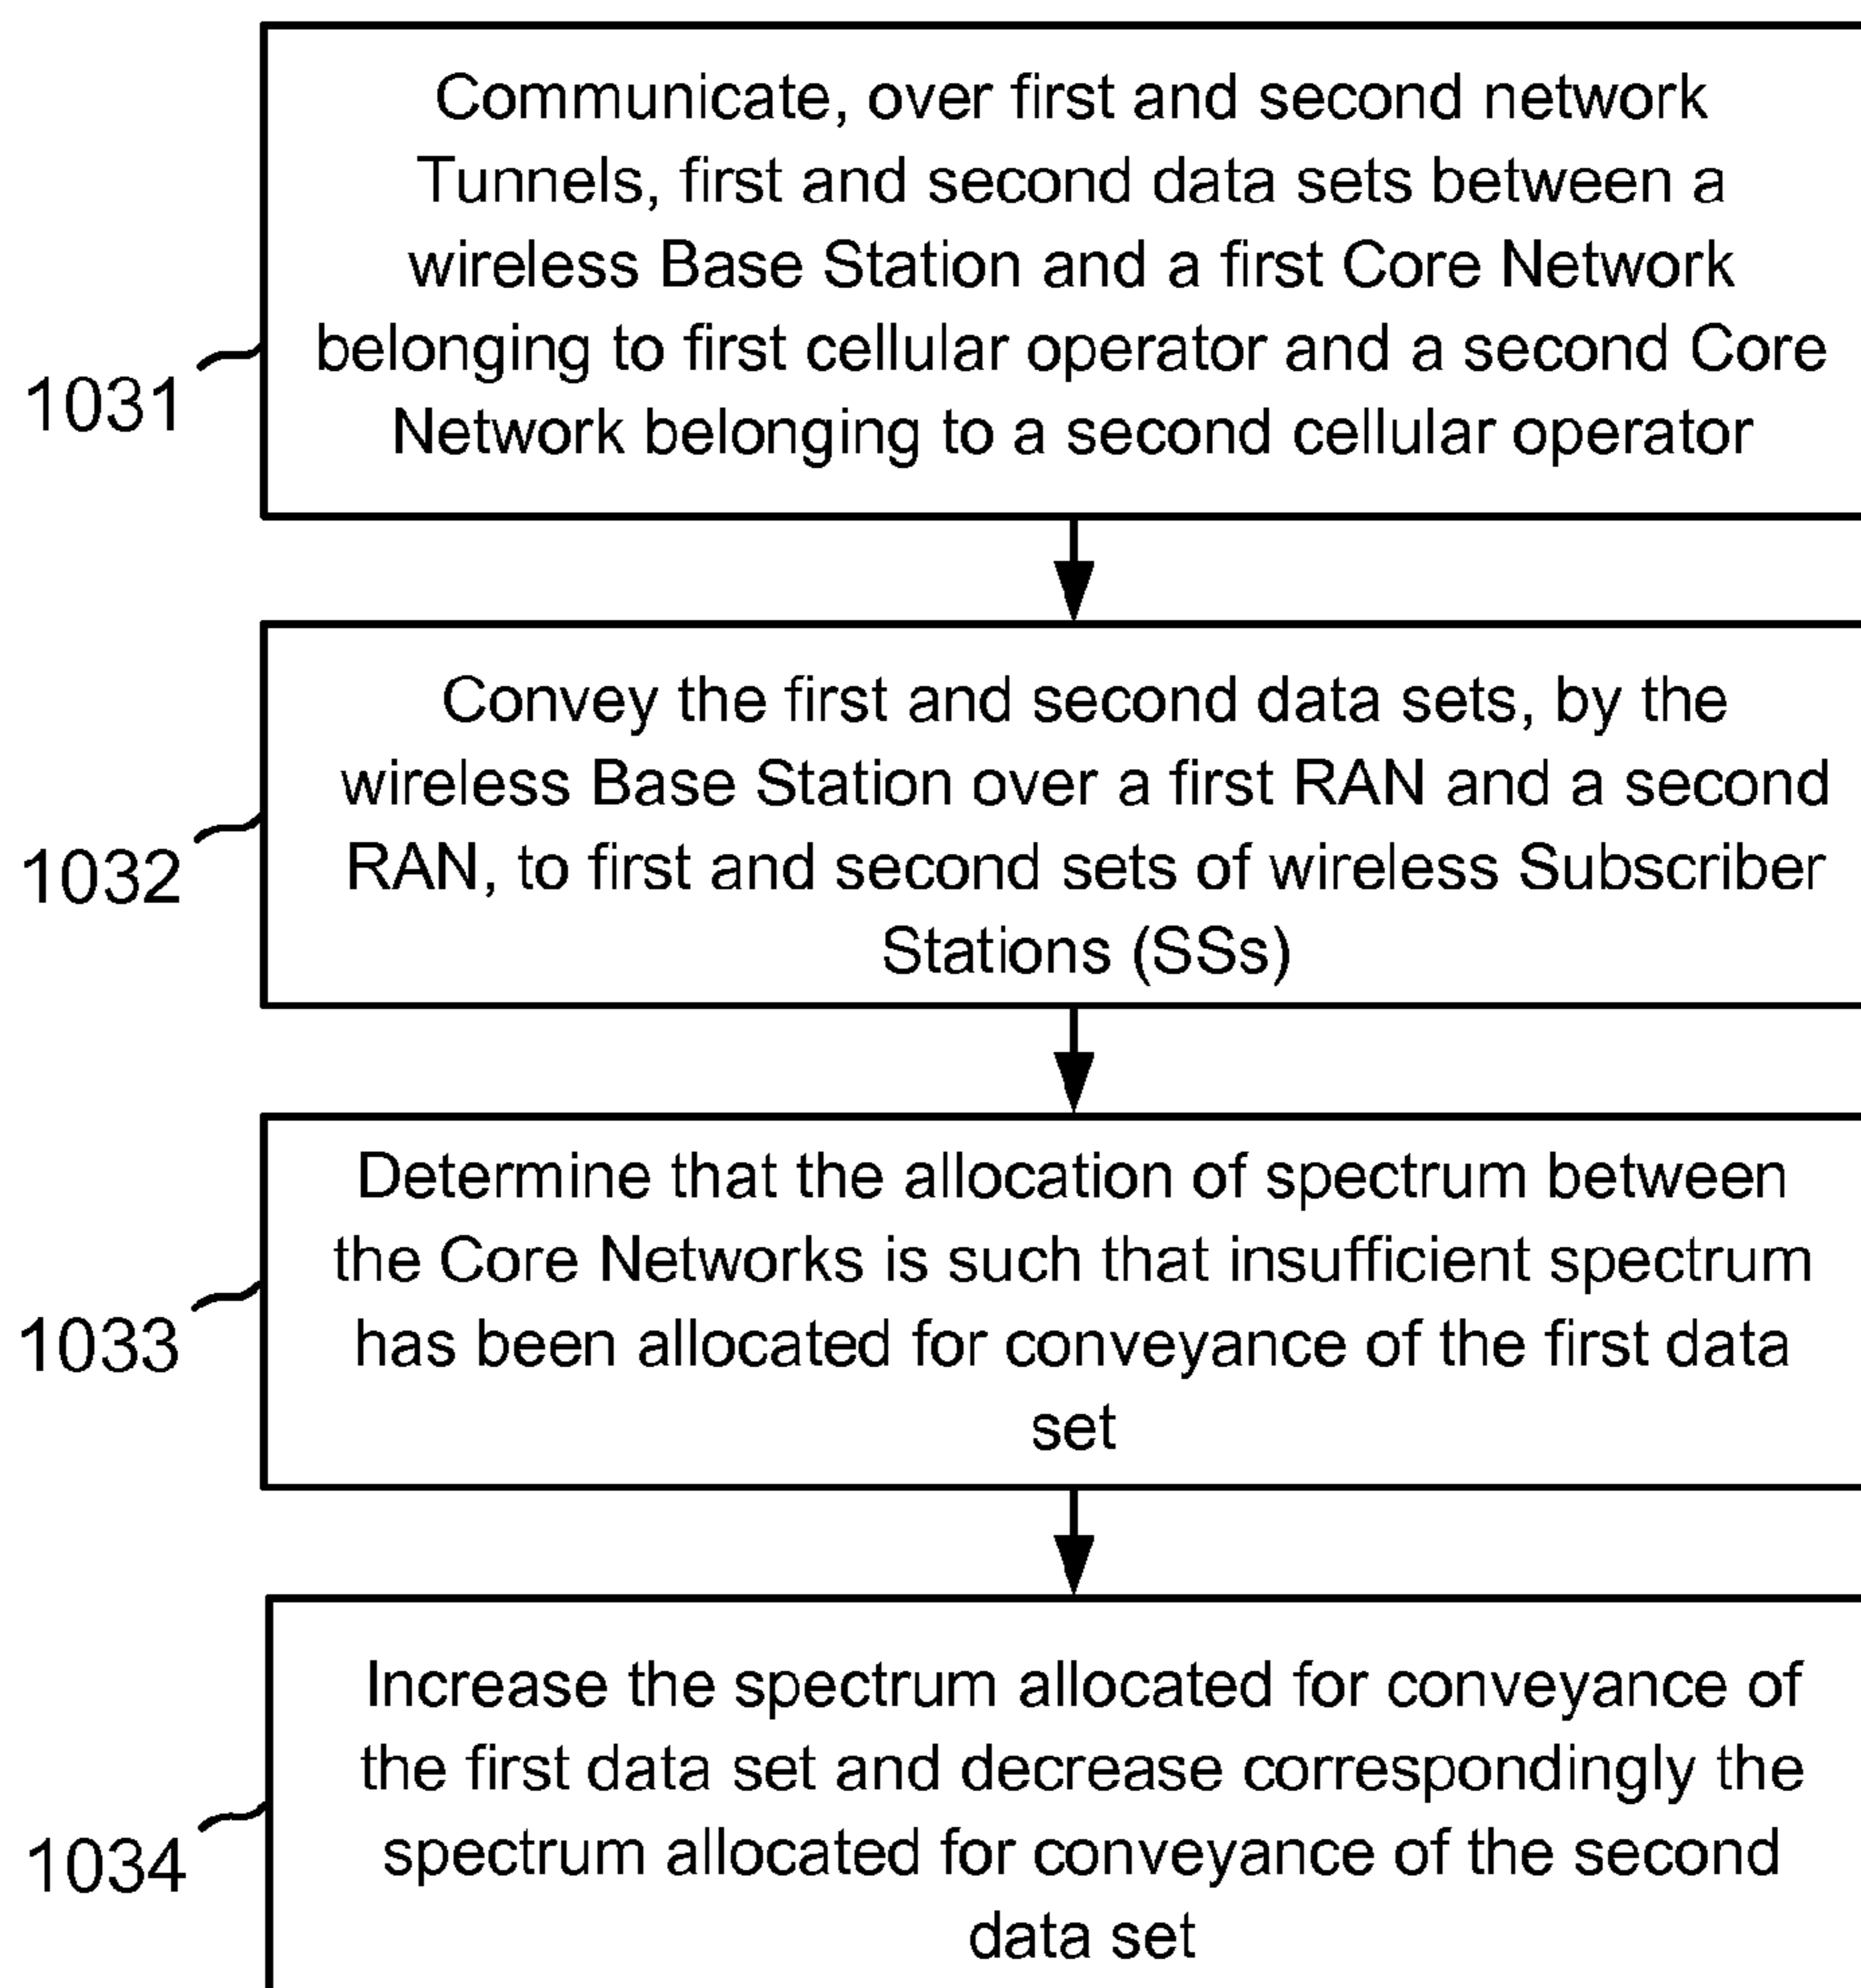 Communicate, over first and second network
Tunnels, first and second data sets between a
wireless Base Station and a first Core Network
belonging to first cellular operator and a second Core
Network belonging to a second cellular operator
1031
Convey the first and second data sets, by the
wireless Base Station over a first RAN and a second
RAN, to first and second sets of wireless Subscriber
Stations (SSs)
1032
Determine that the allocation of spectrum between
the Core Networks is such that insufficient spectrum
has been allocated for conveyance of the first data
set
1033
Increase the spectrum allocated for conveyance of
the first data set and decrease correspondingly the
spectrum allocated for conveyance of the second
data set
1034